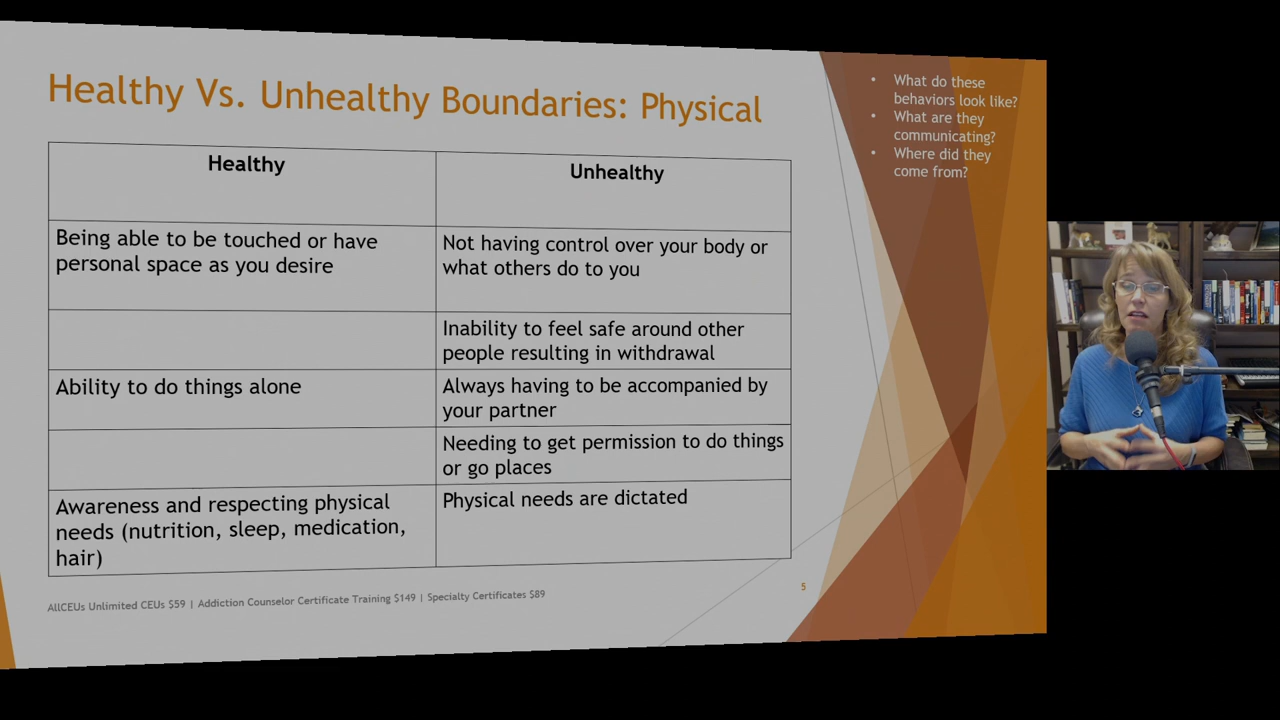 Healthy Vs. Unhealthy Boundaries: Physical
Healthy
Unhealthy
Being able to be touched or have
personal space as you desire
Not having control over your body or
what others do to you
Inability to feel safe around other
people resulting in withdrawal
Ability to do things alone
Always having to be accompanied by
your partner
Needing to get permission to do things
or go places
Awareness and respecting physical
needs (nutrition, sleep, medication,
hair)
Physical needs are dictated
AllCEUs Unlimited CEUs $59 | Addiction Counselor Certificate Training $149 | Specialty Certificates $89
5
• What do these
behaviors look like?
• What are they
communicating?
• Where did they
come from?